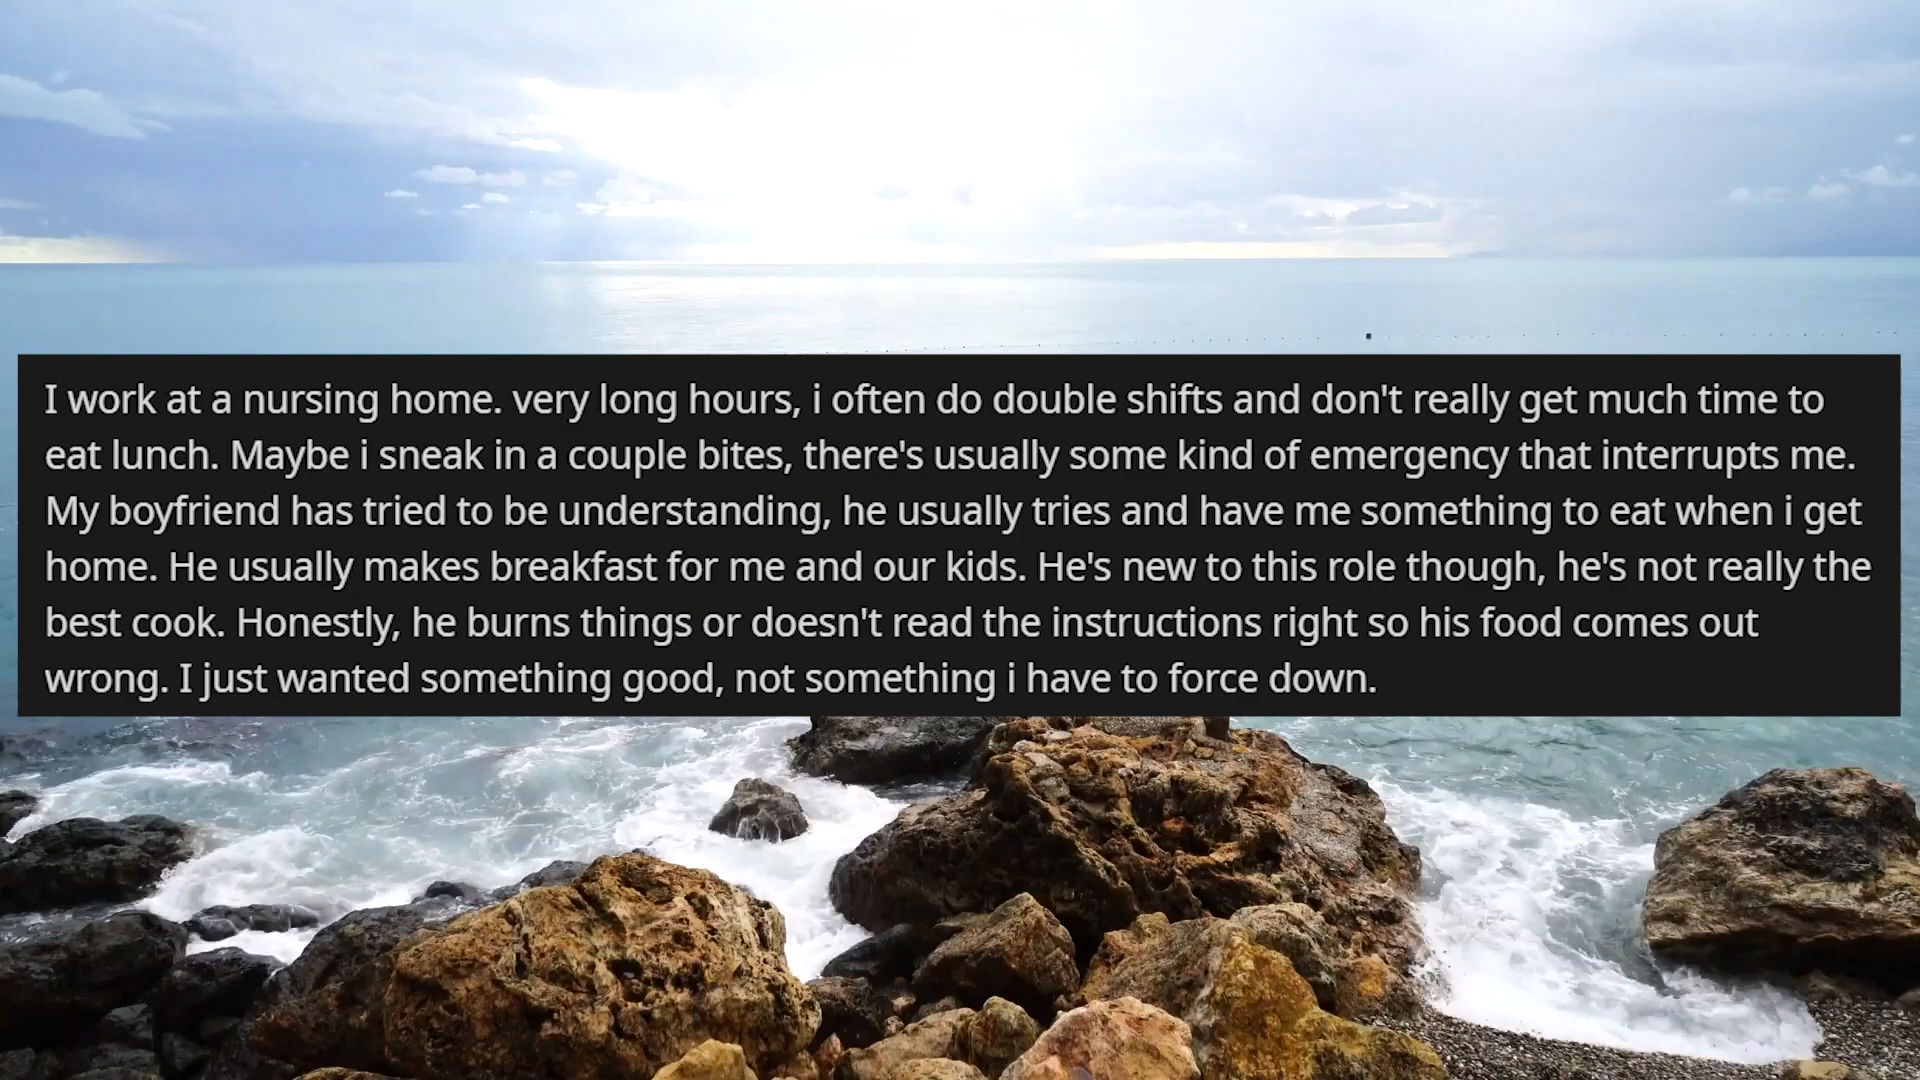 I work at a nursing home. very long hours, i often do double shifts and don't really get much time to
eat lunch. Maybe i sneak in a couple bites, there's usually some kind of emergency that interrupts me.
My boyfriend has tried to be understanding, he usually tries and have me something to eat when i get
home. He usually makes breakfast for me and our kids. He's new to this role though, he's not really the
best cook. Honestly, he burns things or doesn't read the instructions right so his food comes out
wrong. I just wanted something good, not something i have to force down.